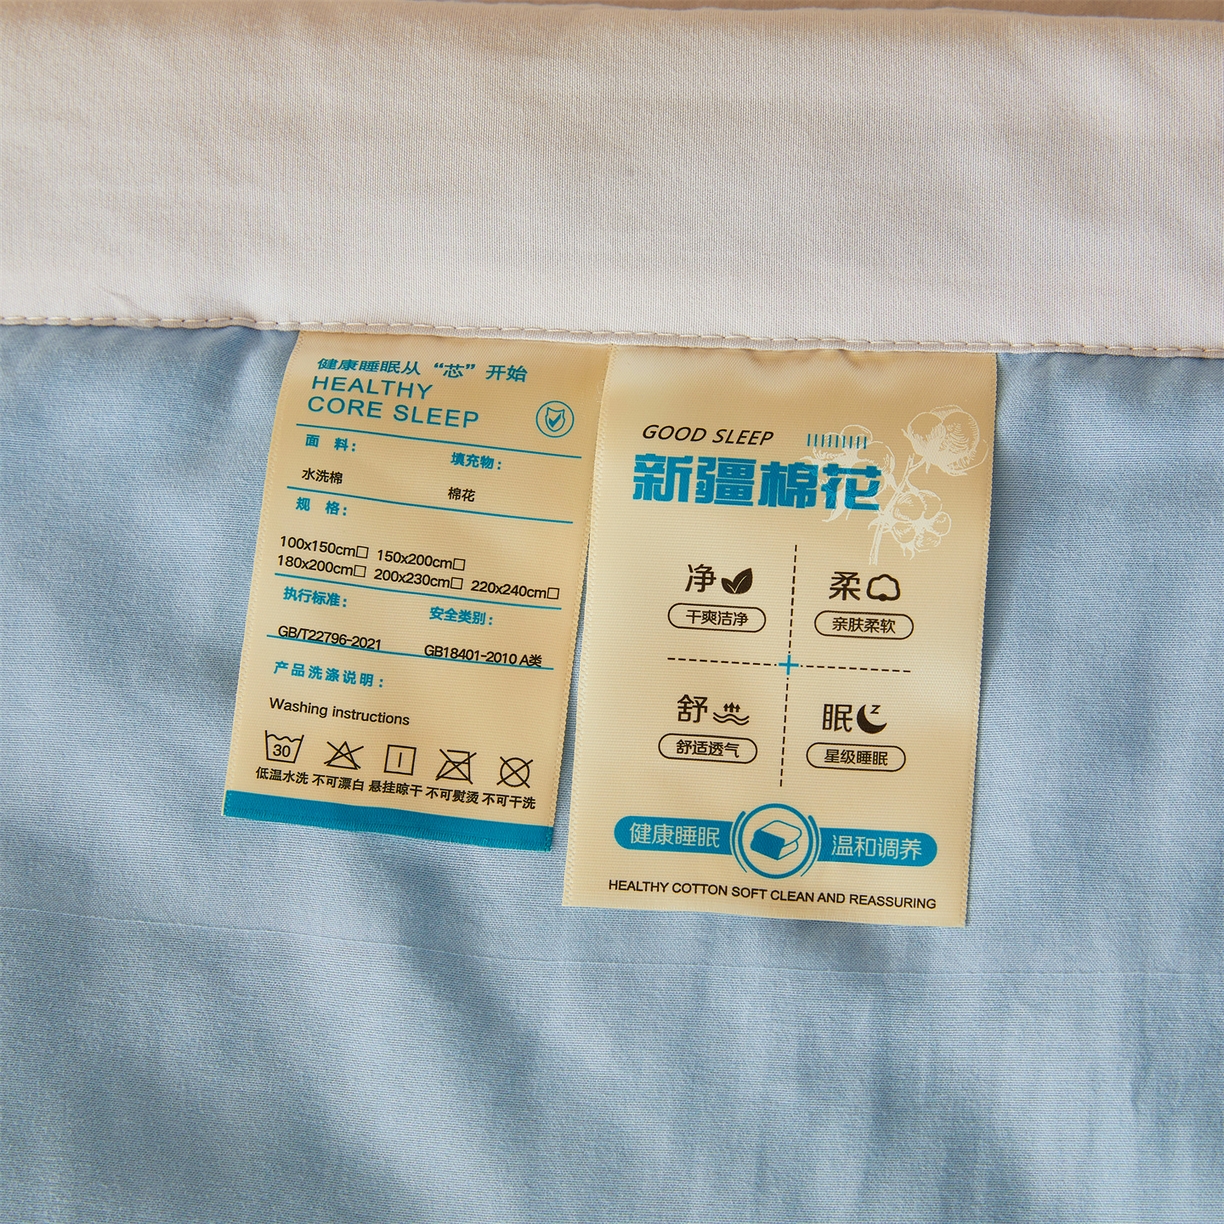 健康睡眠从“芯”开始
HEALTHY
CORE SLEEP
面 料： 填充物：
水洗棉 棉花
规 格：
100x150cm□ 150x200cm□
180x200cm□ 200x230cm□ 220x240cm□
执行标准： 安全类别：
GB/T22796-2021 GB18401-2010 A类
产品洗涤说明：
Washing instructions
30
低温水洗 不可漂白 悬挂晾干 不可熨烫 不可干洗
GOOD SLEEP
新疆棉花
净 柔
干爽洁净 亲肤柔软
舒 眠 z
舒适透气 星级睡眠
健康睡眠 温和调养
HEALTHY COTTON SOFT CLEAN AND REASSURING